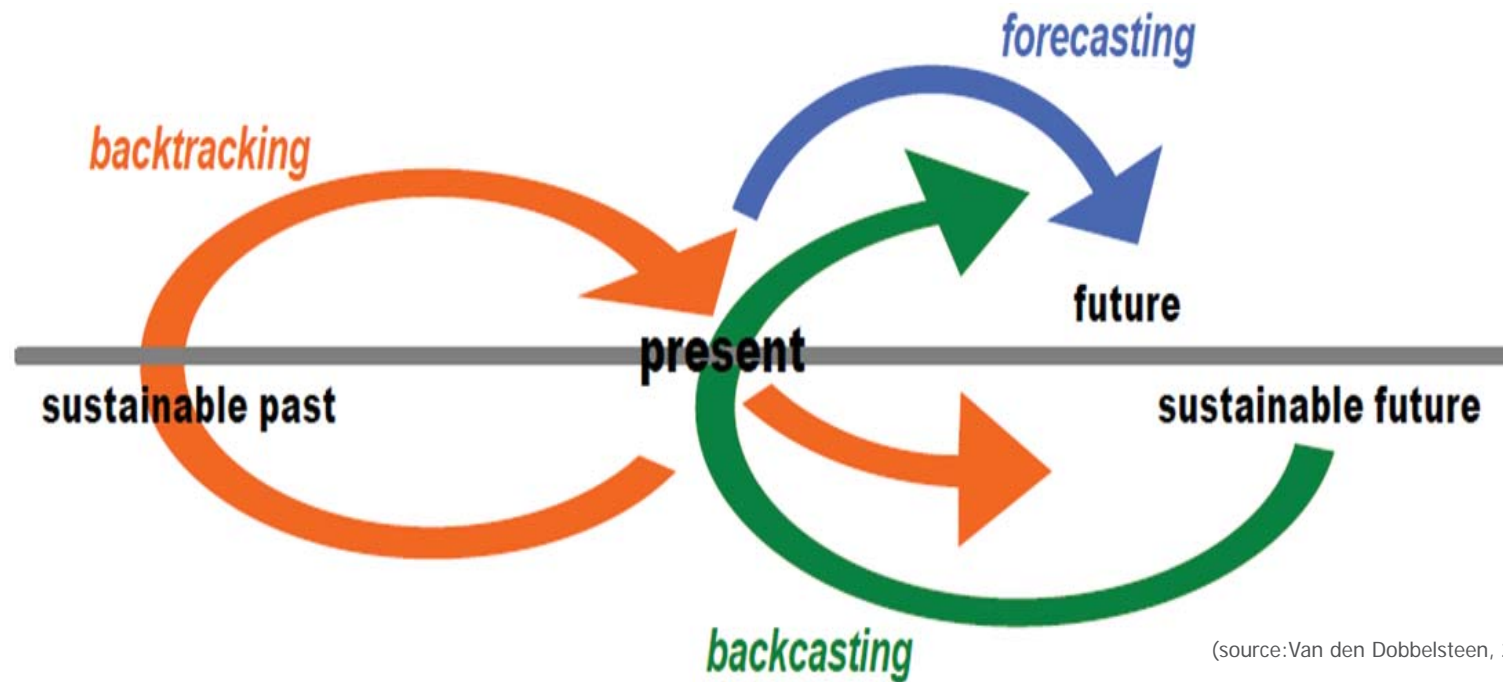 forecasting
backtracking
future
present
sustainable past
sustainable future
backcasting
(source:Van den Dobbelsteen,